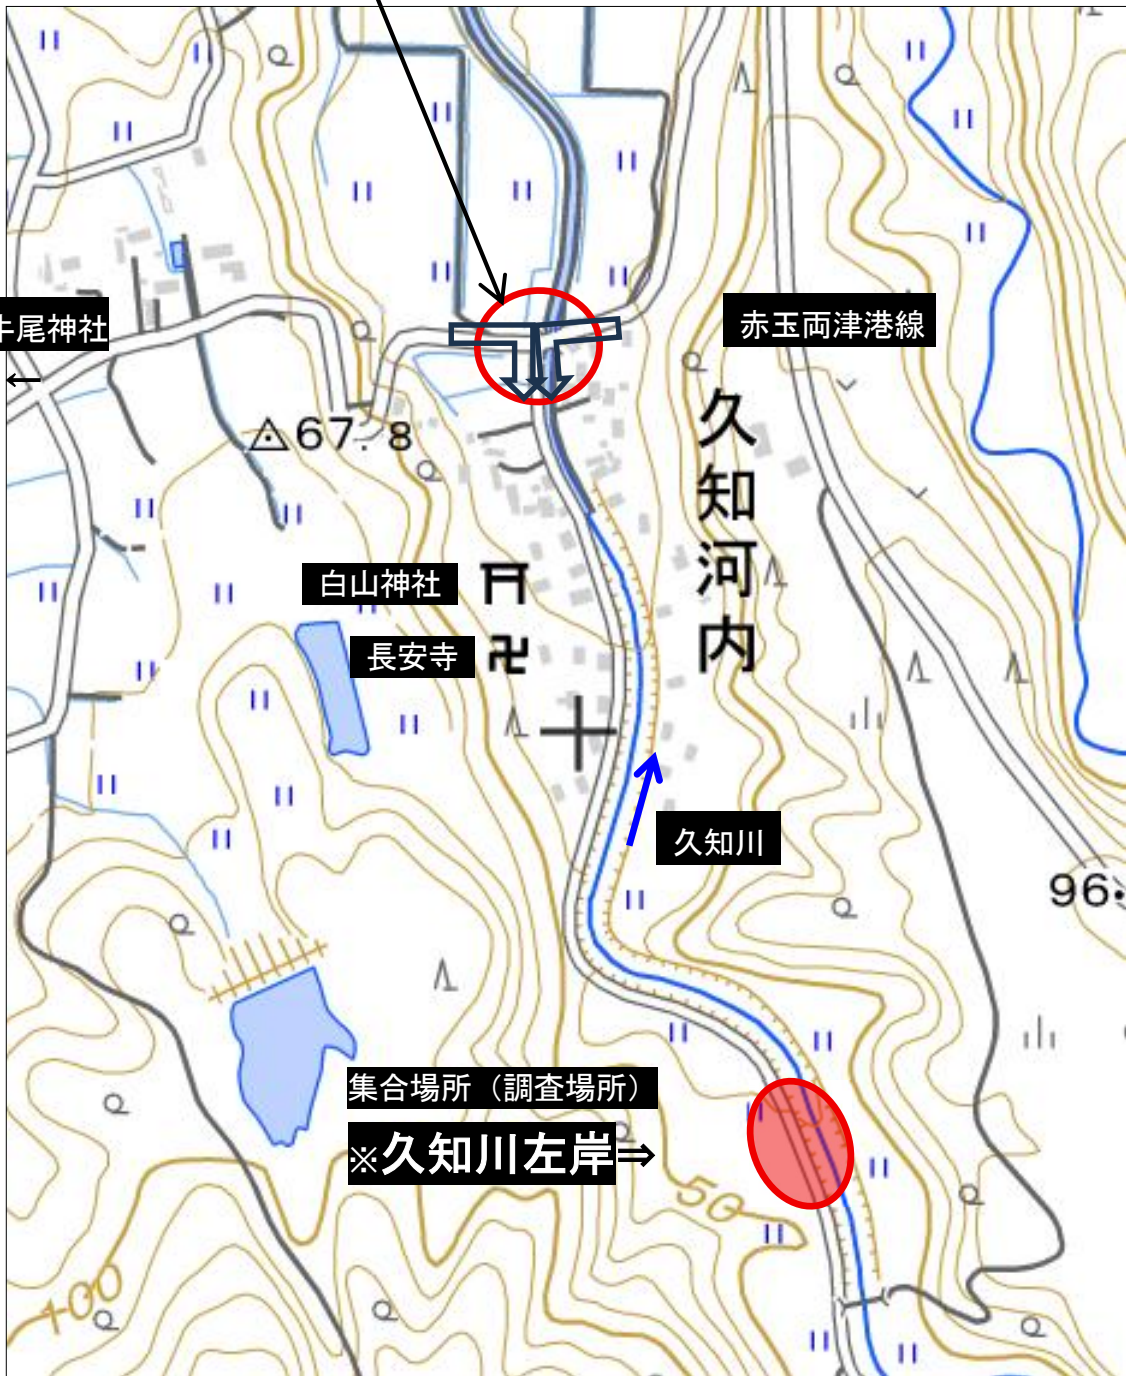 牛尾神社
←
赤玉両津港線
67.8
久知河内
白山神社
長安寺
久知川
96
集合場所（調査場所）
※久知川左岸⇒
50
100